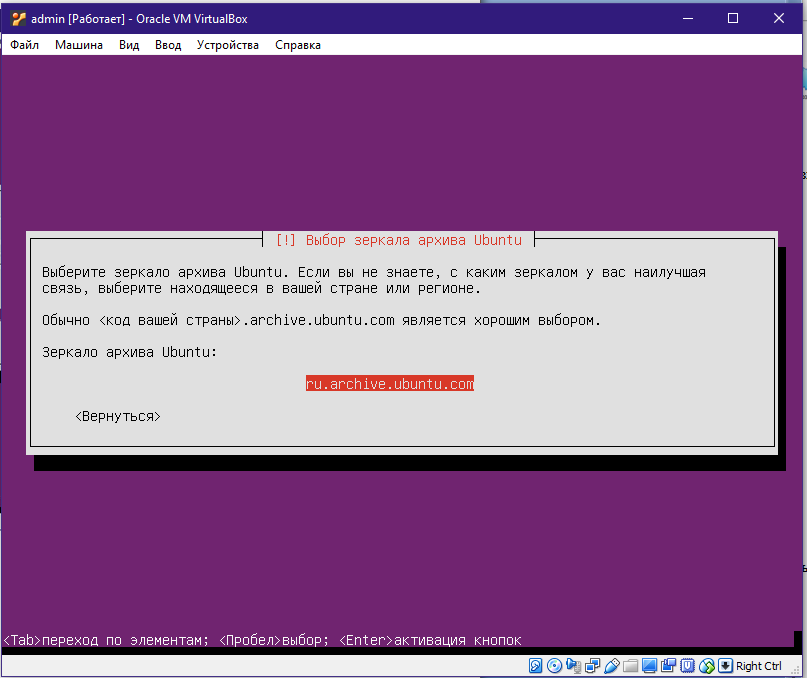 admin [Работает] - Oracle VM VirtualBox
Файл Машина Вид Ввод Устройства Справка
[!] Выбор зеркала архива Ubuntu
Выберите зеркало архива Ubuntu. Если вы не знаете, с каким зеркалом у вас наилучшая
связь, выберите находящееся в вашей стране или регионе.
Обычно <код вашей страны>.archive.ubuntu.com является хорошим выбором.
Зеркало архива Ubuntu:
ru.archive.ubuntu.com
<Вернуться>
<Tab>переход по элементам; <Пробел>выбор; <Enter>активация кнопок
Right Ctrl